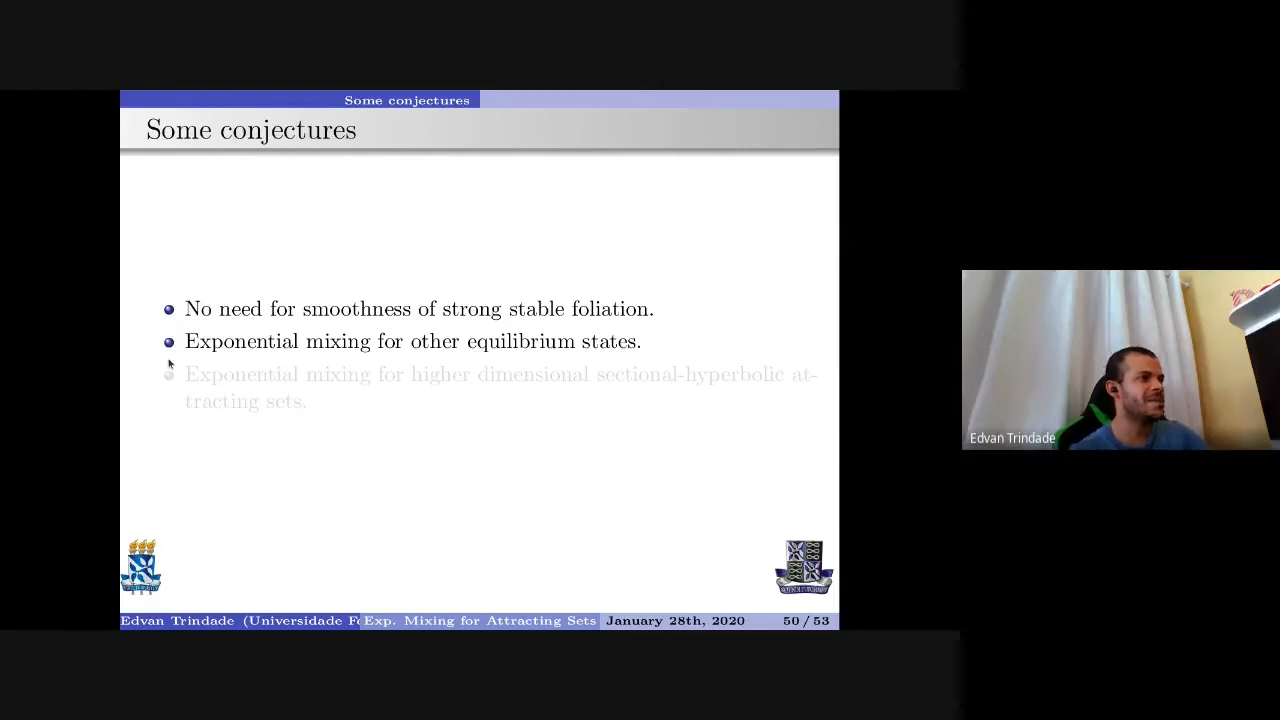 Some conjectures
Some conjectures
No need for smoothness of strong stable foliation.
Exponential mixing for other equilibrium states.
Exponential mixing for higher dimensional sectional-hyperbolic at-
tracting sets.
Edvan Trindade
Edvan Trindade (Universidade Fe Exp. Mixing for Attracting Sets January 28th, 2020 50 / 53